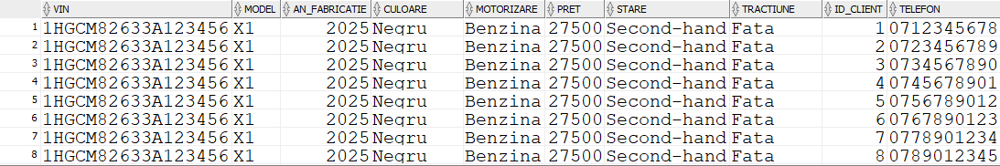 VIN MODEL AN_FABRICATIE CULOARE MOTORIZARE PRET STARE TRACTIUNE ID_CLIENT TELEFON
1 1HGCM82633A123456 X1 2025 Negru Benzina 27500 Second-hand Fata 1 0712345678
2 1HGCM82633A123456 X1 2025 Negru Benzina 27500 Second-hand Fata 2 0723456789
3 1HGCM82633A123456 X1 2025 Negru Benzina 27500 Second-hand Fata 3 0734567890
4 1HGCM82633A123456 X1 2025 Negru Benzina 27500 Second-hand Fata 4 0745678901
5 1HGCM82633A123456 X1 2025 Negru Benzina 27500 Second-hand Fata 5 0756789012
6 1HGCM82633A123456 X1 2025 Negru Benzina 27500 Second-hand Fata 6 0767890123
7 1HGCM82633A123456 X1 2025 Negru Benzina 27500 Second-hand Fata 7 0778901234
8 1HGCM82633A123456 X1 2025 Negru Benzina 27500 Second-hand Fata 8 0789012345